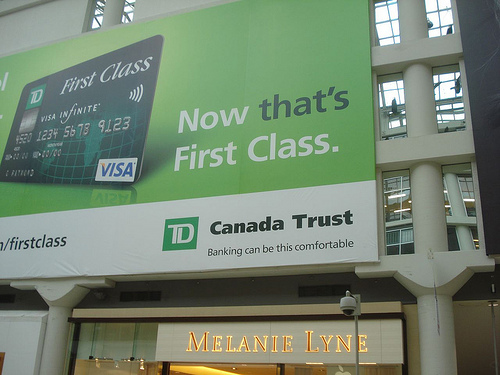 TD
First Class
VISA INFINITE
4520 1234 5678 9123
VISA
Now that's
First Class.
/firstclass
TD Canada Trust
Banking can be this comfortable
MELANIE LYNE